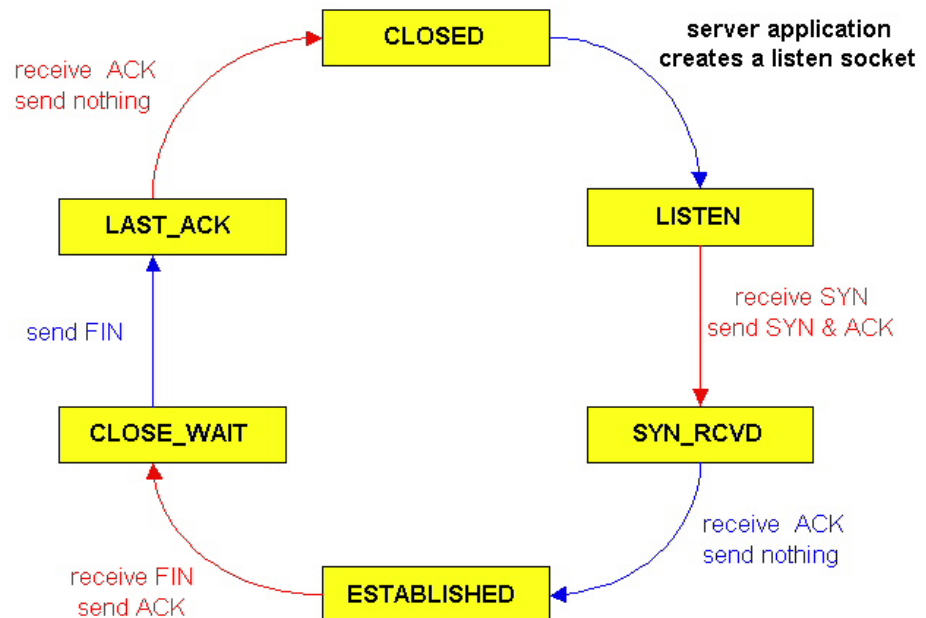 CLOSED
server application
creates a listen socket
receive ACK
send nothing
LAST_ACK
LISTEN
receive SYN
send SYN & ACK
send FIN
CLOSE_WAIT
SYN_RCVD
receive ACK
send nothing
receive FIN
send ACK
ESTABLISHED